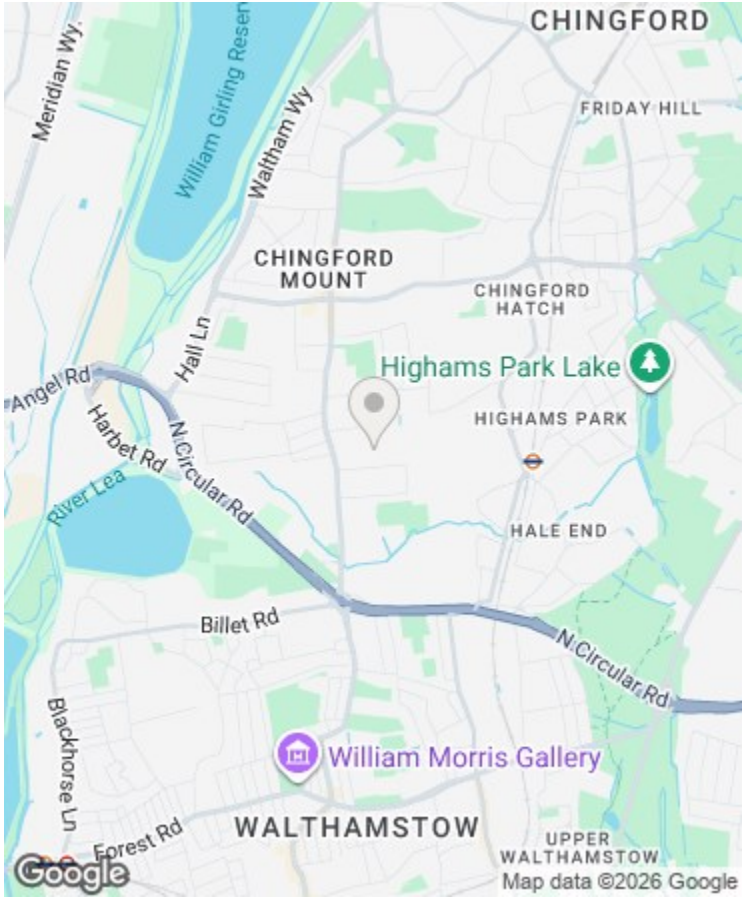 CHINGFORD
Meridian Wy.
William Girling Reser
Waltham Wy
FRIDAY HILL
CHINGFORD
MOUNT
CHINGFORD
HATCH
Hall Ln
Angel Rd
Highams Park Lake
Harbet Rd
HIGHAMS PARK
N Circular Rd
River Lea
HALE END
Billet Rd
N Circular Rd
Blackhorse Ln
William Morris Gallery
WALTHAMSTOW
Forest Rd
UPPER
WALTHAMSTOW
Google
Map data ©2026 Google